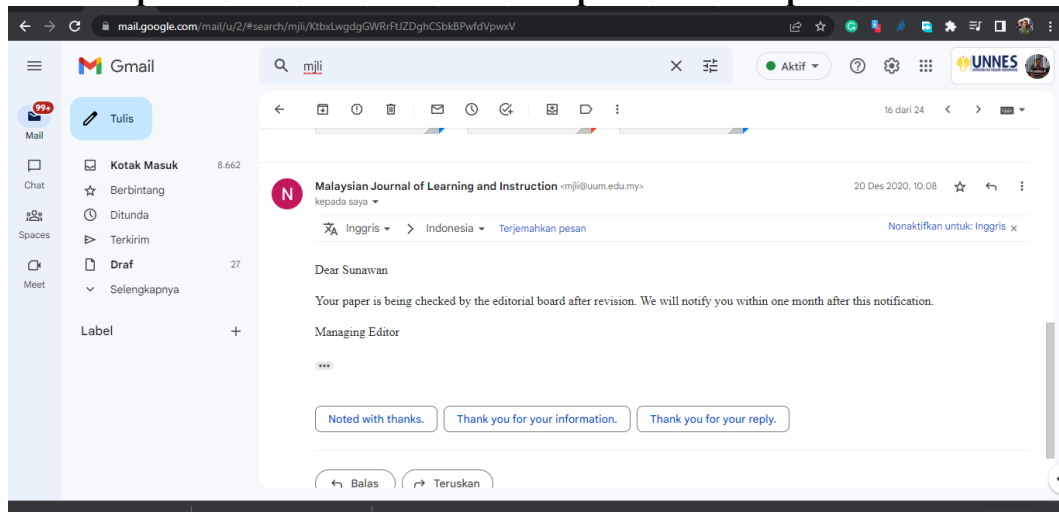 mail.google.com/mail/u/2/#search/mjli/KtbxLwgdgGWRrFtJZDghCSbkBPwfdVpwxV
Gmail
mjli
Aktif
UNNES
99+
Mail
Tulis
16 dari 24
Chat
Kotak Masuk 8.662
Berbintang
Spaces
Ditunda
Terkirim
Meet
Draf 27
Selengkapnya
Label
N
Malaysian Journal of Learning and Instruction <mjli@uum.edu.my>
20 Des 2020, 10.08
kepada saya
Inggris > Indonesia Terjemahkan pesan
Nonaktifkan untuk: Inggris x
Dear Sunawan
Your paper is being checked by the editorial board after revision. We will notify you within one month after this notification.
Managing Editor
Noted with thanks.
Thank you for your information.
Thank you for your reply.
Balas
Teruskan